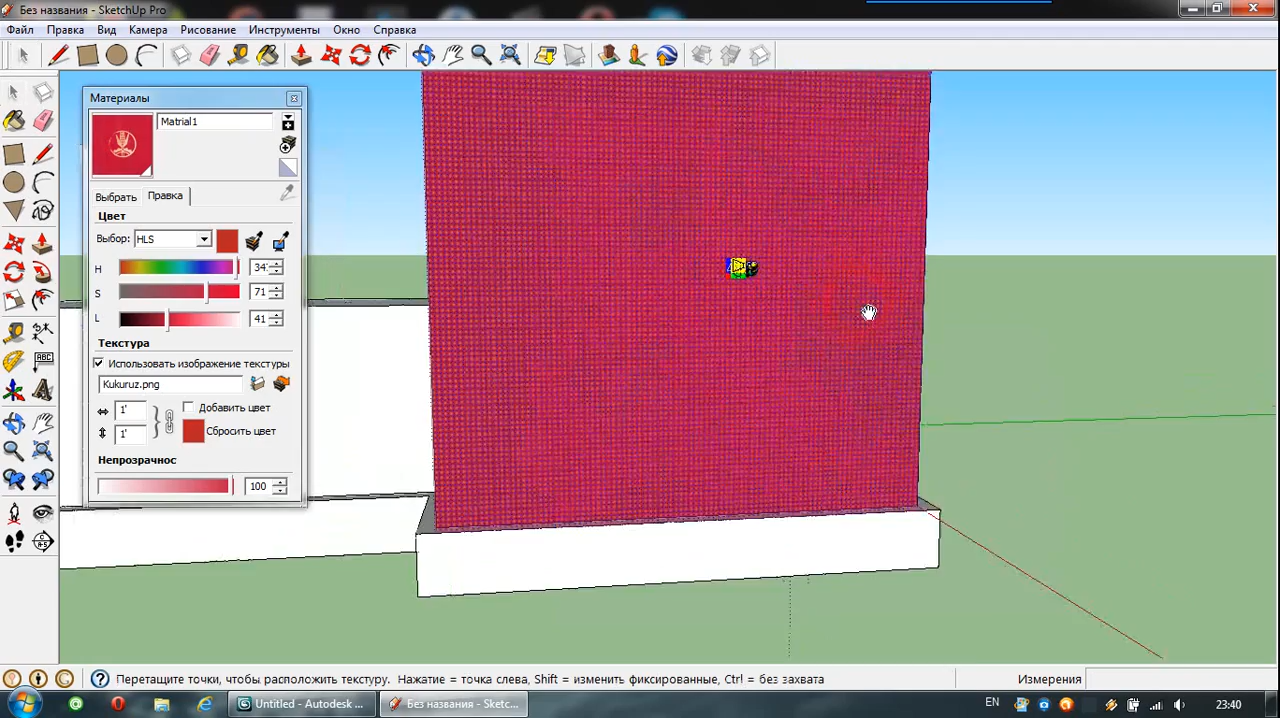 Без названия - SketchUp Pro
Файл Правка Вид Камера Рисование Инструменты Окно Справка
Материалы
Matrial1
Выбрать Правка
Цвет
Выбор: HLS
H 34
S 71
L 41
Текстура
Использовать изображение текстуры
Kukuruz.png
1' Добавить цвет
1' Сбросить цвет
Непрозрачнос
100
ABC
Перетащите точки, чтобы расположить текстуру. Нажатие = точка слева, Shift = изменить фиксированные, Ctrl = без захвата Измерения
Untitled - Autodesk ... Без названия - Sketc... EN 23:40